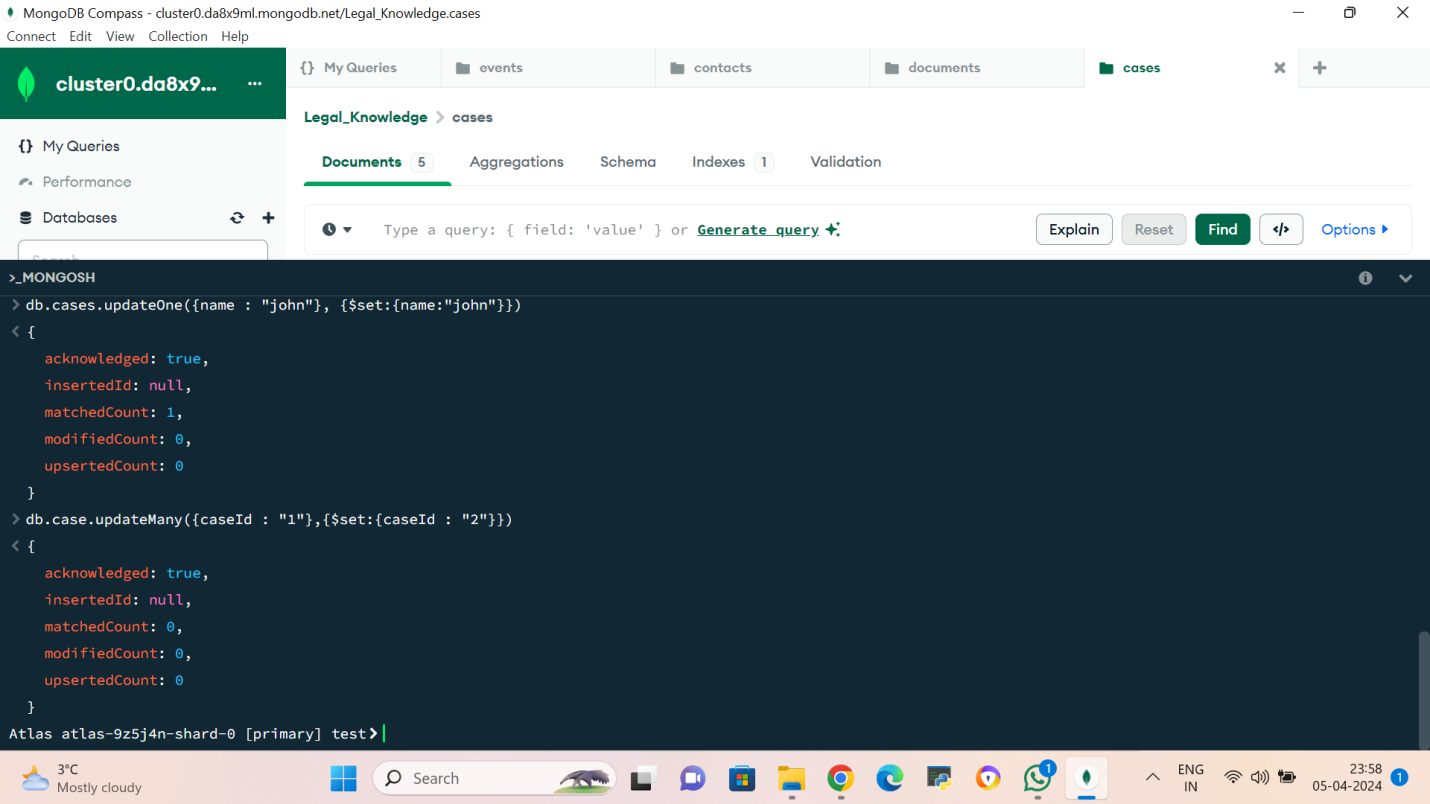 MongoDB Compass - cluster0.da8x9ml.mongodb.net/Legal_Knowledge.cases
Connect Edit View Collection Help
cluster0.da8x9... ...
{} My Queries
events
contacts
documents
cases
Legal_Knowledge > cases
{} My Queries
Performance
Databases
Search
Documents 5
Aggregations
Schema
Indexes 1
Validation
Type a query: { field: 'value' } or Generate query
Explain
Reset
Find
</>
Options
>_MONGOSH
> db.cases.updateOne({name : "john"}, {$set:{name:"john"}})
< {
acknowledged: true,
insertedId: null,
matchedCount: 1,
modifiedCount: 0,
upsertedCount: 0
}
> db.case.updateMany({caseId : "1"},{$set:{caseId : "2"}})
< {
acknowledged: true,
insertedId: null,
matchedCount: 0,
modifiedCount: 0,
upsertedCount: 0
}
Atlas atlas-9z5j4n-shard-0 [primary] test>
3°C
Mostly cloudy
Search
1
ENG
IN
23:58
05-04-2024
1